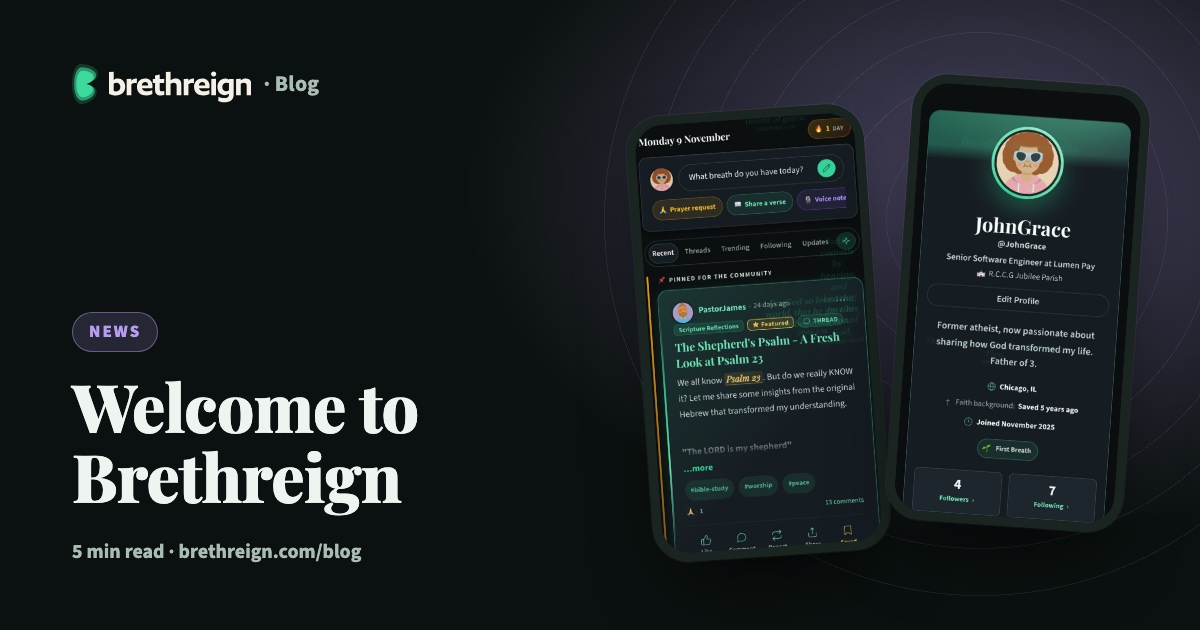 brethreign · Blog
NEWS
Welcome to
Brethreign
5 min read · brethreign.com/blog
Monday 9 November
1 DAY
What breath do you have today?
Prayer request
Share a verse
Voice note
Recent Threads Trending Following Updates
PINNED FOR THE COMMUNITY
PastorJames · 24 days ago
Scripture Reflections Featured THREAD
The Shepherd's Psalm - A Fresh
Look at Psalm 23
We all know Psalm 23. But do we really KNOW
it? Let me share some insights from the original
Hebrew that transformed my understanding.
"The LORD is my shepherd"
...more
#bible-study #worship #peace
1
13 comments
JohnGrace
@JohnGrace
Senior Software Engineer at Lumen Pay
R.C.C.G Jubilee Parish
Edit Profile
Former atheist, now passionate about
sharing how God transformed my life.
Father of 3.
Chicago, IL
Faith background: Saved 5 years ago
Joined November 2025
First Breath
4
Followers ›
7
Following ›